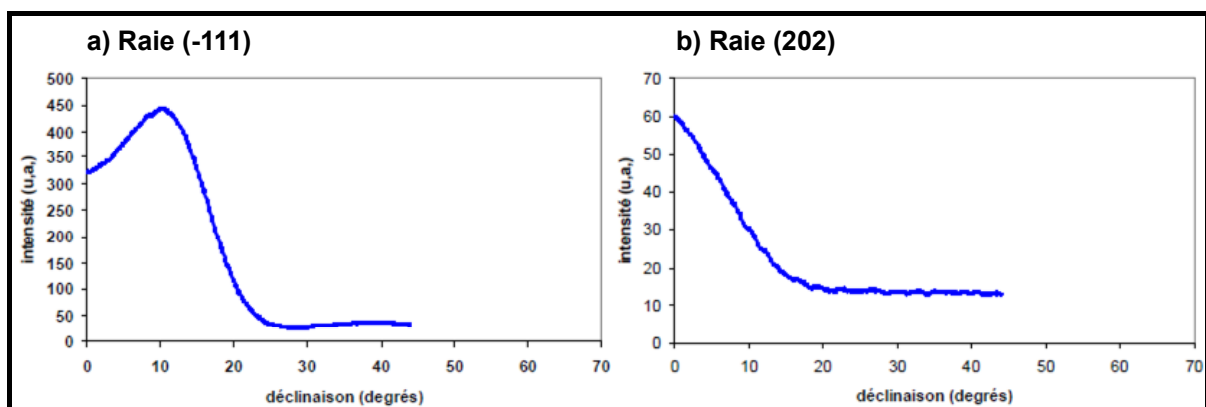 a) Raie (-111)
500
450
400
350
300
250
200
150
100
50
0
intensité (u,a,)
0 10 20 30 40 50 60 70
déclinaison (degrés)
b) Raie (202)
70
60
50
40
30
20
10
0
intensité (u,a,)
0 10 20 30 40 50 60 70
déclinaison (degrés)